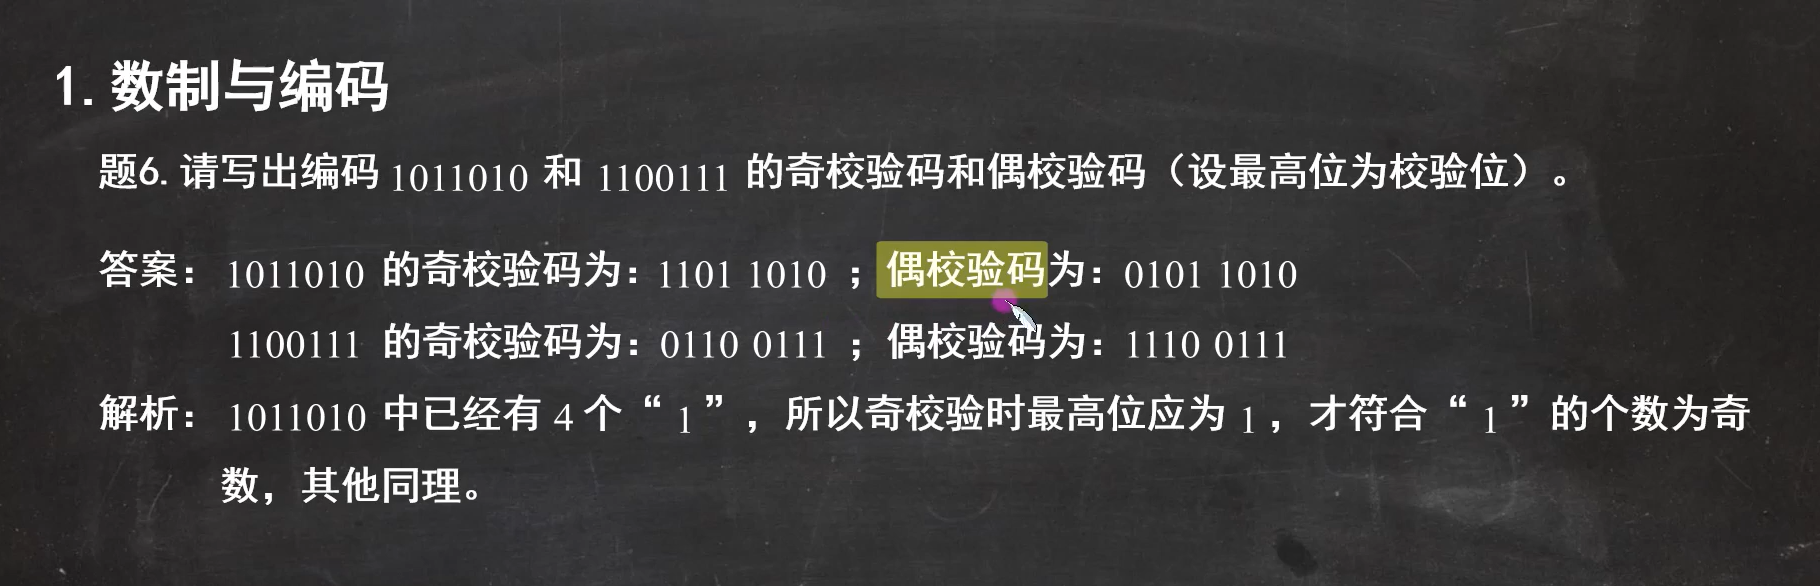 1. 数制与编码
题6. 请写出编码 1011010 和 1100111 的奇校验码和偶校验码（设最高位为校验位）。
答案： 1011010 的奇校验码为：1101 1010 ；偶校验码为：0101 1010
1100111 的奇校验码为：0110 0111 ；偶校验码为：1110 0111
解析： 1011010 中已经有 4 个“ 1 ”，所以奇校验时最高位应为 1 ，才符合“ 1 ”的个数为奇
数，其他同理。